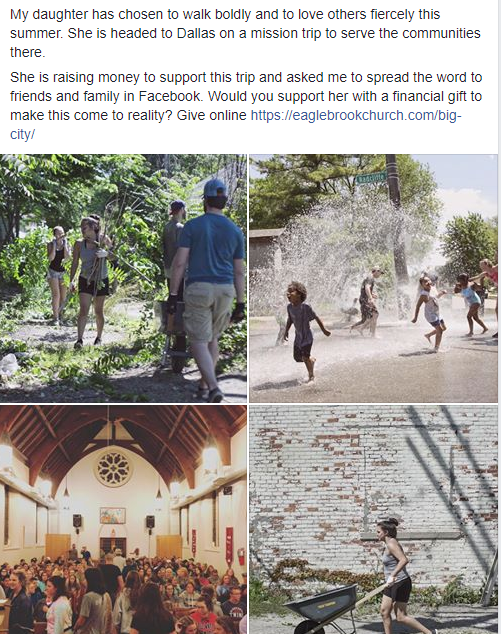 My daughter has chosen to walk boldly and to love others fiercely this
summer. She is headed to Dallas on a mission trip to serve the communities
there.
She is raising money to support this trip and asked me to spread the word to
friends and family in Facebook. Would you support her with a financial gift to
make this come to reality? Give online https://eaglebrookchurch.com/big-
city/